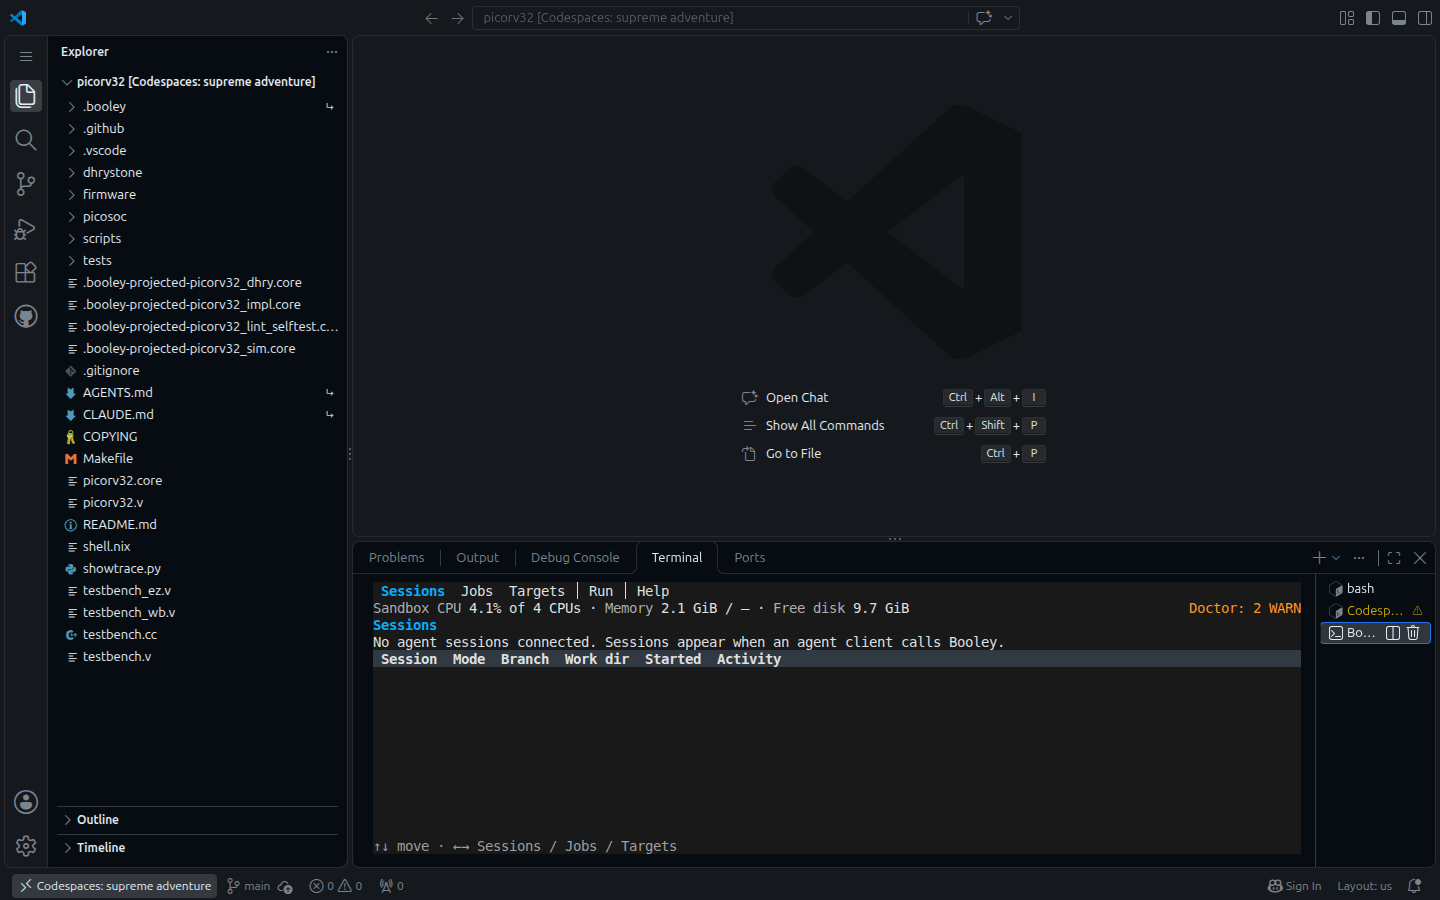 picorv32 [Codespaces: supreme adventure]
Explorer
picorv32 [Codespaces: supreme adventure]
.booley
.github
.vscode
dhrystone
firmware
picosoc
scripts
tests
.booley-projected-picorv32_dhry.core
.booley-projected-picorv32_impl.core
.booley-projected-picorv32_lint_selftest.c...
.booley-projected-picorv32_sim.core
.gitignore
AGENTS.md
CLAUDE.md
COPYING
Makefile
picorv32.core
picorv32.v
README.md
shell.nix
showtrace.py
testbench_ez.v
testbench_wb.v
testbench.cc
testbench.v
Outline
Timeline
Open Chat Ctrl + Alt + I
Show All Commands Ctrl + Shift + P
Go to File Ctrl + P
Problems Output Debug Console Terminal Ports
Sessions Jobs Targets | Run | Help
Sandbox CPU 4.1% of 4 CPUs · Memory 2.1 GiB / — · Free disk 9.7 GiB Doctor: 2 WARN
Sessions
No agent sessions connected. Sessions appear when an agent client calls Booley.
Session Mode Branch Work dir Started Activity
↑↓ move · ←→ Sessions / Jobs / Targets
bash
Codesp...
Bo...
Codespaces: supreme adventure main 0 0 0 Sign In Layout: us